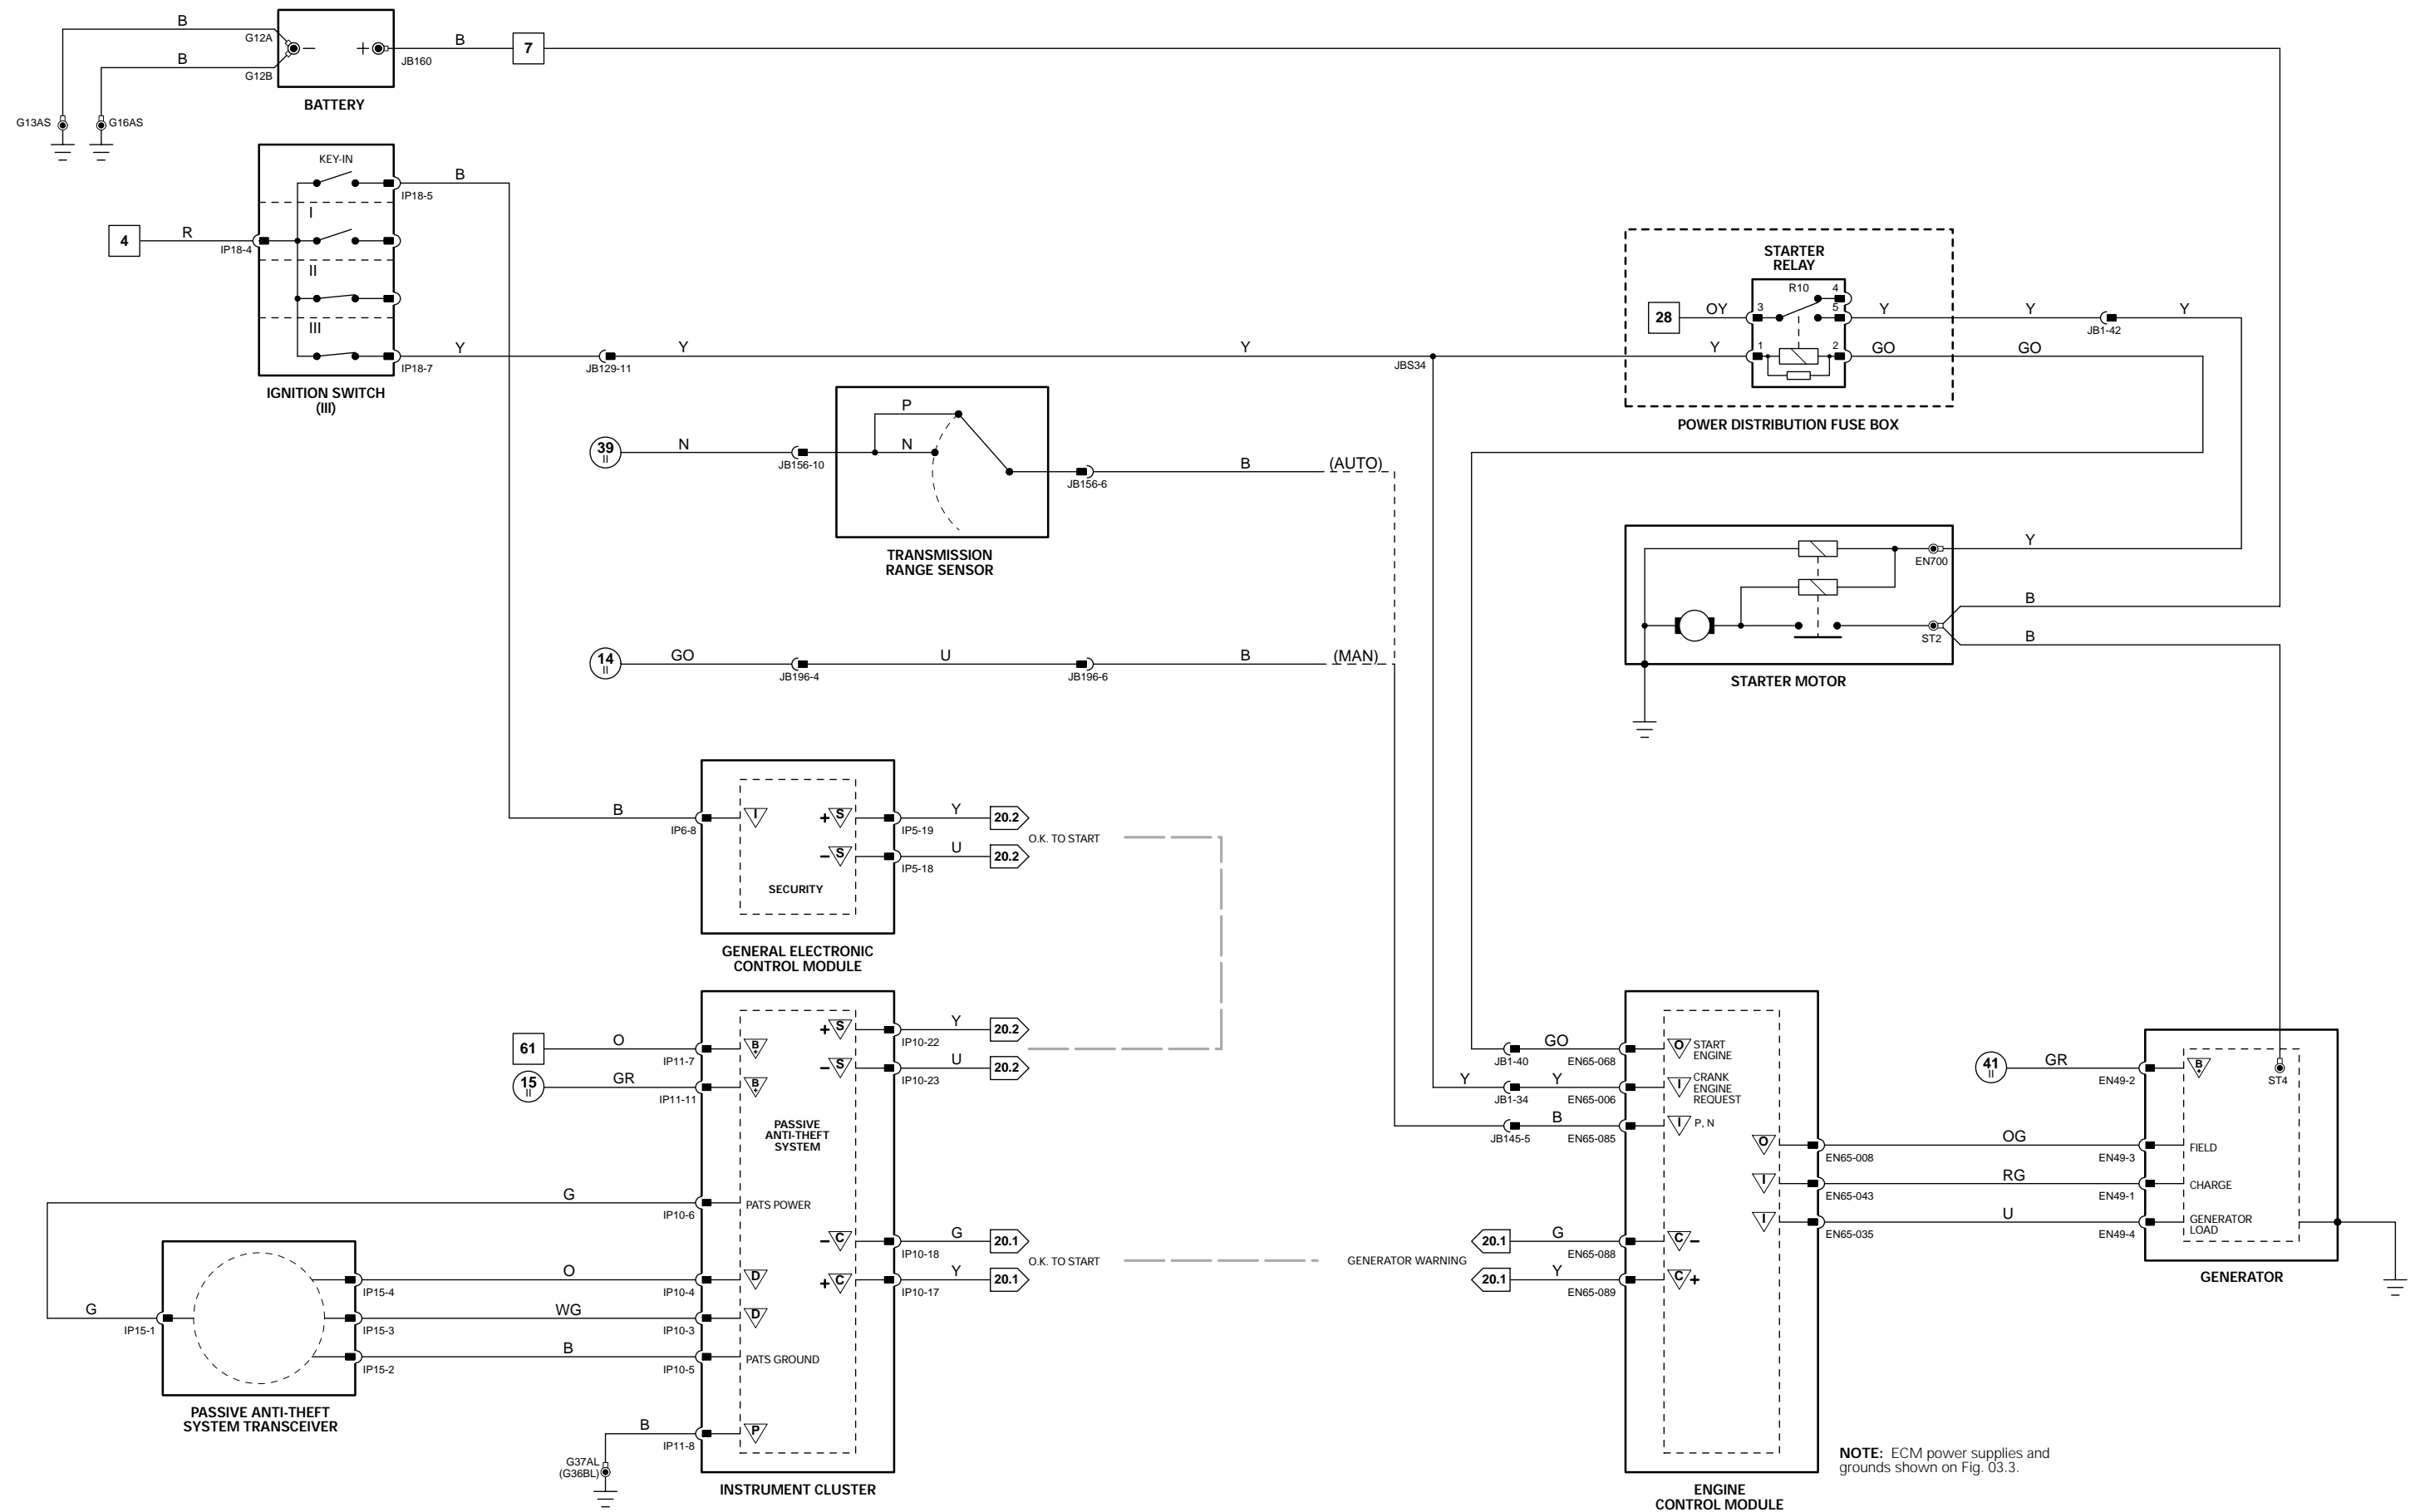 B
G12A
B
G12B
– +
JB160
B
7
BATTERY
G13AS
G16AS
KEY-IN
B
IP18-5
I
4
R
IP18-4
II
III
Y
IP18-7
IGNITION SWITCH
(III)
JB129-11
Y
Y
JBS34
STARTER
RELAY
R10
4
28
OY
3
5
Y
Y
JB1-42
Y
Y
1
2
GO
GO
POWER DISTRIBUTION FUSE BOX
39
II
N
JB156-10
P
N
JB156-6
B
(AUTO)
TRANSMISSION
RANGE SENSOR
Y
EN700
B
ST2
B
STARTER MOTOR
14
II
GO
JB196-4
U
JB196-6
B
(MAN)
B
IP6-8
I
+ S
IP5-19
Y
20.2
O.K. TO START
– S
IP5-18
U
20.2
SECURITY
GENERAL ELECTRONIC
CONTROL MODULE
61
O
IP11-7
B+
+ S
IP10-22
Y
20.2
15
II
GR
IP11-11
B+
– S
IP10-23
U
20.2
PASSIVE
ANTI-THEFT
SYSTEM
G
IP10-6
PATS POWER
– C
IP10-18
G
20.1
O.K. TO START
+ C
IP10-17
Y
20.1
G
IP15-1
IP15-4
O
IP10-4
D
IP15-3
WG
IP10-3
D
IP15-2
B
IP10-5
PATS GROUND
PASSIVE ANTI-THEFT
SYSTEM TRANSCEIVER
B
IP11-8
P
G37AL
(G36BL)
INSTRUMENT CLUSTER
JB1-40
GO
EN65-068
O
START
ENGINE
Y
JB1-34
Y
EN65-006
I
CRANK
ENGINE
REQUEST
JB145-5
B
EN65-085
I
P, N
O
EN65-008
OG
EN49-3
FIELD
I
EN65-043
RG
EN49-1
CHARGE
I
EN65-035
U
EN49-4
GENERATOR
LOAD
41
II
GR
EN49-2
B+
ST4
GENERATOR
GENERATOR WARNING
20.1
G
EN65-088
C –
20.1
Y
EN65-089
C +
ENGINE
CONTROL MODULE
NOTE: ECM power supplies and
grounds shown on Fig. 03.3.